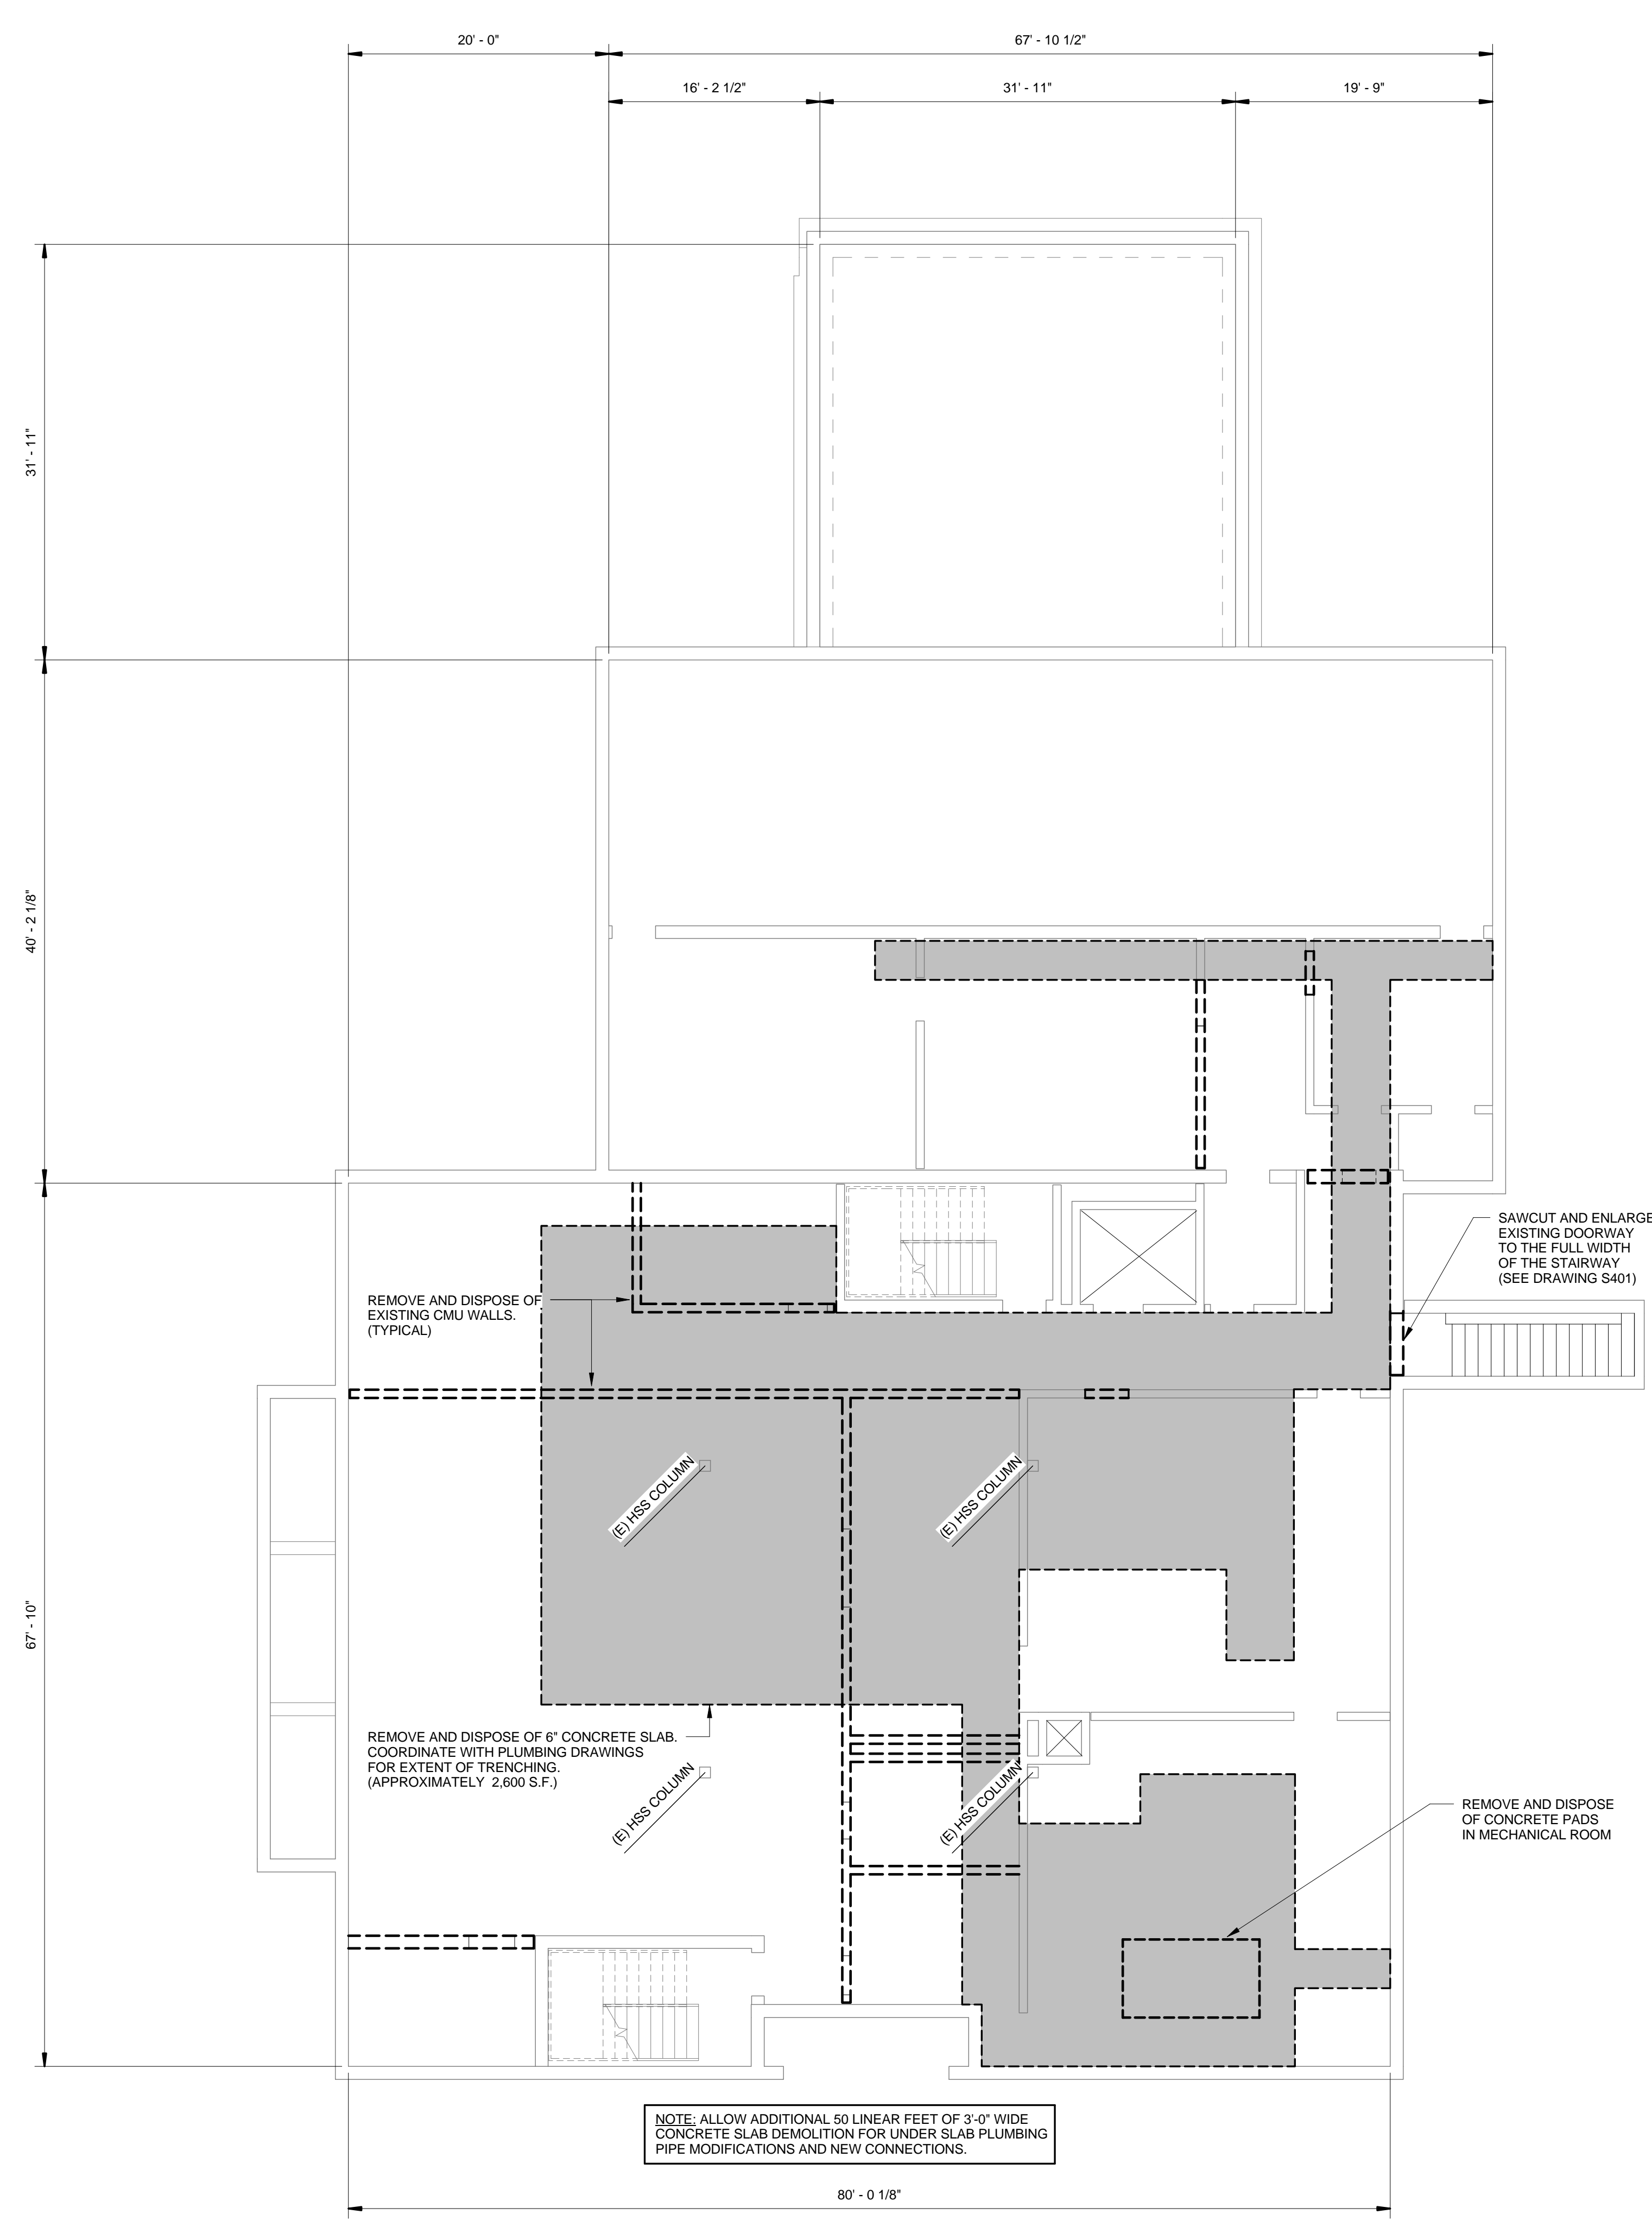 20' - 0"
67' - 10 1/2"
16' - 2 1/2"
31' - 11"
19' - 9"
31' - 11"
40' - 2 1/8"
SAWCUT AND ENLARGE
EXISTING DOORWAY
TO THE FULL WIDTH
OF THE STAIRWAY
(SEE DRAWING S401)
REMOVE AND DISPOSE OF
EXISTING CMU WALLS.
(TYPICAL)
(E) HSS COLUMN
(E) HSS COLUMN
67' - 10"
REMOVE AND DISPOSE OF 6" CONCRETE SLAB.
COORDINATE WITH PLUMBING DRAWINGS
FOR EXTENT OF TRENCHING.
(APPROXIMATELY 2,600 S.F.)
(E) HSS COLUMN
(E) HSS COLUMN
REMOVE AND DISPOSE
OF CONCRETE PADS
IN MECHANICAL ROOM
NOTE: ALLOW ADDITIONAL 50 LINEAR FEET OF 3'-0" WIDE
CONCRETE SLAB DEMOLITION FOR UNDER SLAB PLUMBING
PIPE MODIFICATIONS AND NEW CONNECTIONS.
80' - 0 1/8"